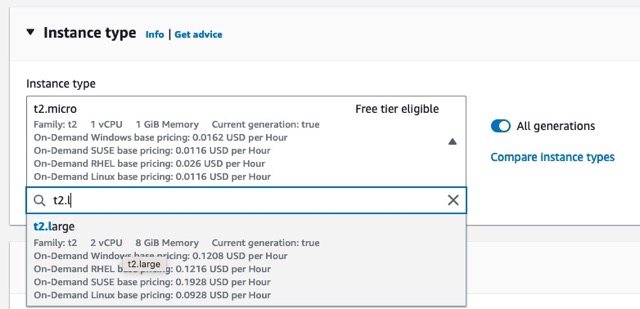 Instance type Info | Get advice
Instance type
t2.micro Free tier eligible
Family: t2 1 vCPU 1 GiB Memory Current generation: true
On-Demand Windows base pricing: 0.0162 USD per Hour
On-Demand SUSE base pricing: 0.0116 USD per Hour
On-Demand RHEL base pricing: 0.026 USD per Hour
On-Demand Linux base pricing: 0.0116 USD per Hour
All generations
Compare instance types
t2.l
t2.large
Family: t2 2 vCPU 8 GiB Memory Current generation: true
On-Demand Windows base pricing: 0.1208 USD per Hour
t2.large
On-Demand RHEL base pricing: 0.1216 USD per Hour
On-Demand SUSE base pricing: 0.1928 USD per Hour
On-Demand Linux base pricing: 0.0928 USD per Hour